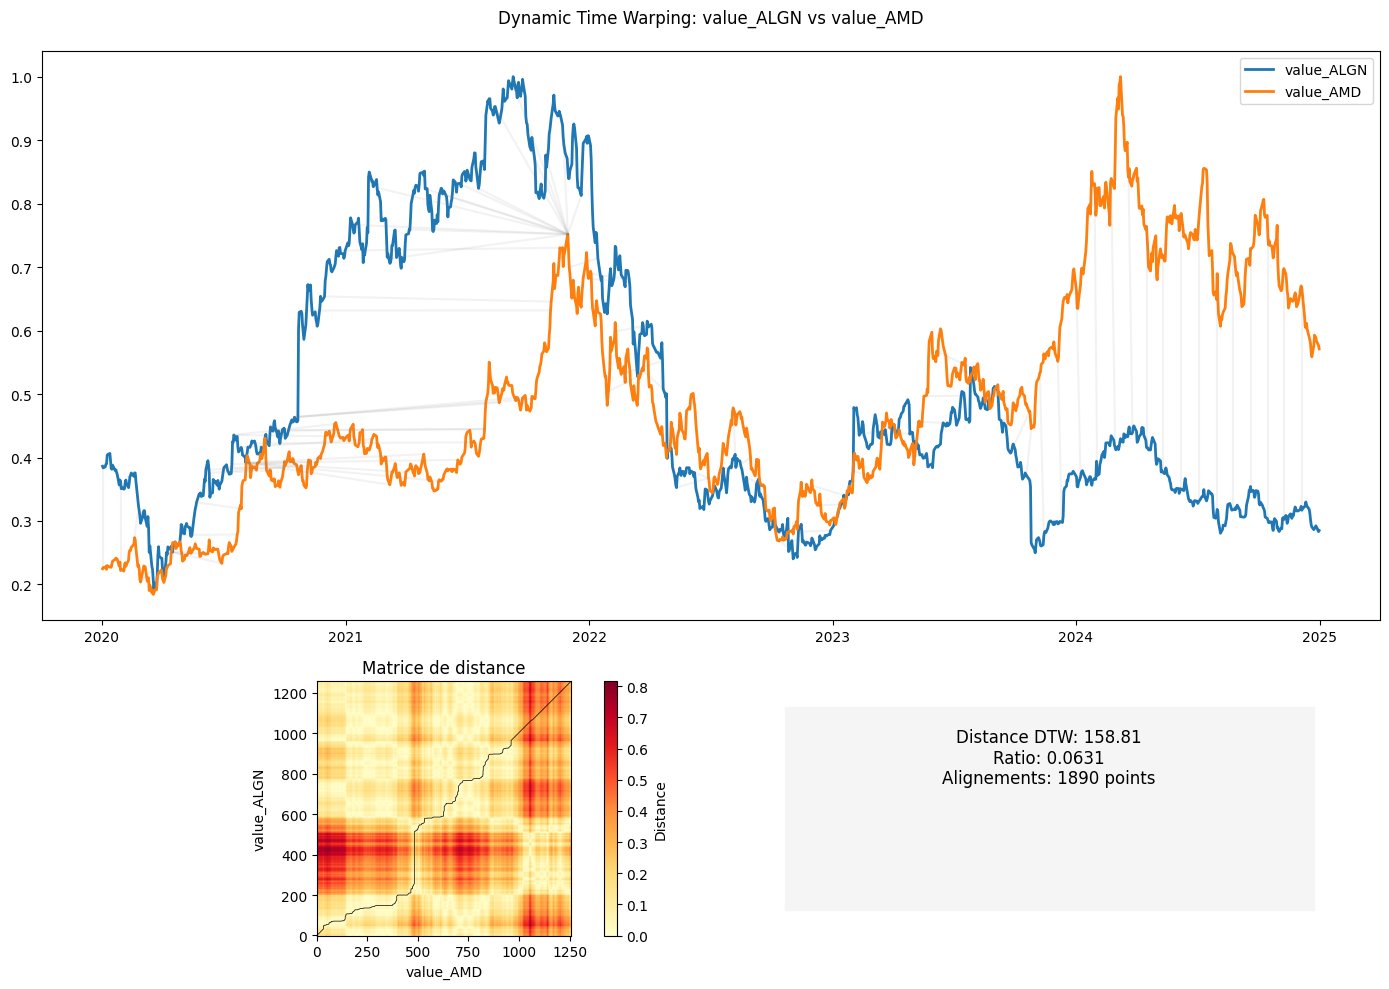 Dynamic Time Warping: value_ALGN vs value_AMD
value_ALGN
value_AMD
1.0
0.9
0.8
0.7
0.6
0.5
0.4
0.3
0.2
2020 2021 2022 2023 2024 2025
Matrice de distance
value_ALGN
1200
1000
800
600
400
200
0
0 250 500 750 1000 1250
value_AMD
0.8
0.7
0.6
0.5
0.4
0.3
0.2
0.1
0.0
Distance
Distance DTW: 158.81
Ratio: 0.0631
Alignements: 1890 points